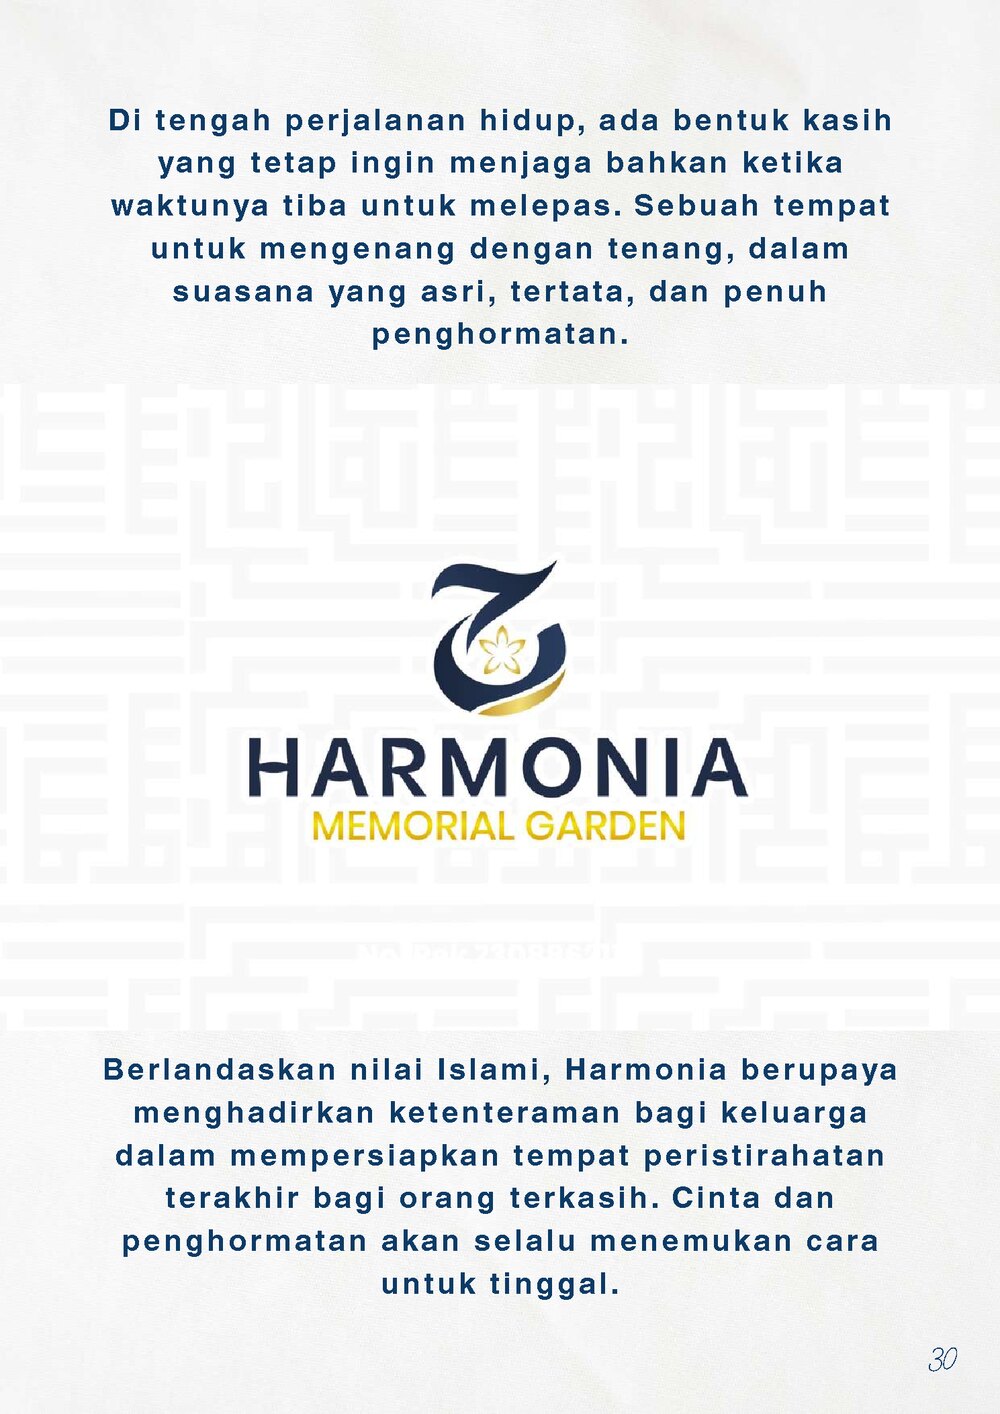 Di tengah perjalanan hidup, ada bentuk kasih
yang tetap ingin menjaga bahkan ketika
waktunya tiba untuk melepas. Sebuah tempat
untuk mengenang dengan tenang, dalam
suasana yang asri, tertata, dan penuh
penghormatan.
HARMONIA
MEMORIAL GARDEN
Berlandaskan nilai Islami, Harmonia berupaya
menghadirkan ketenteraman bagi keluarga
dalam mempersiapkan tempat peristirahatan
terakhir bagi orang terkasih. Cinta dan
penghormatan akan selalu menemukan cara
untuk tinggal.
30